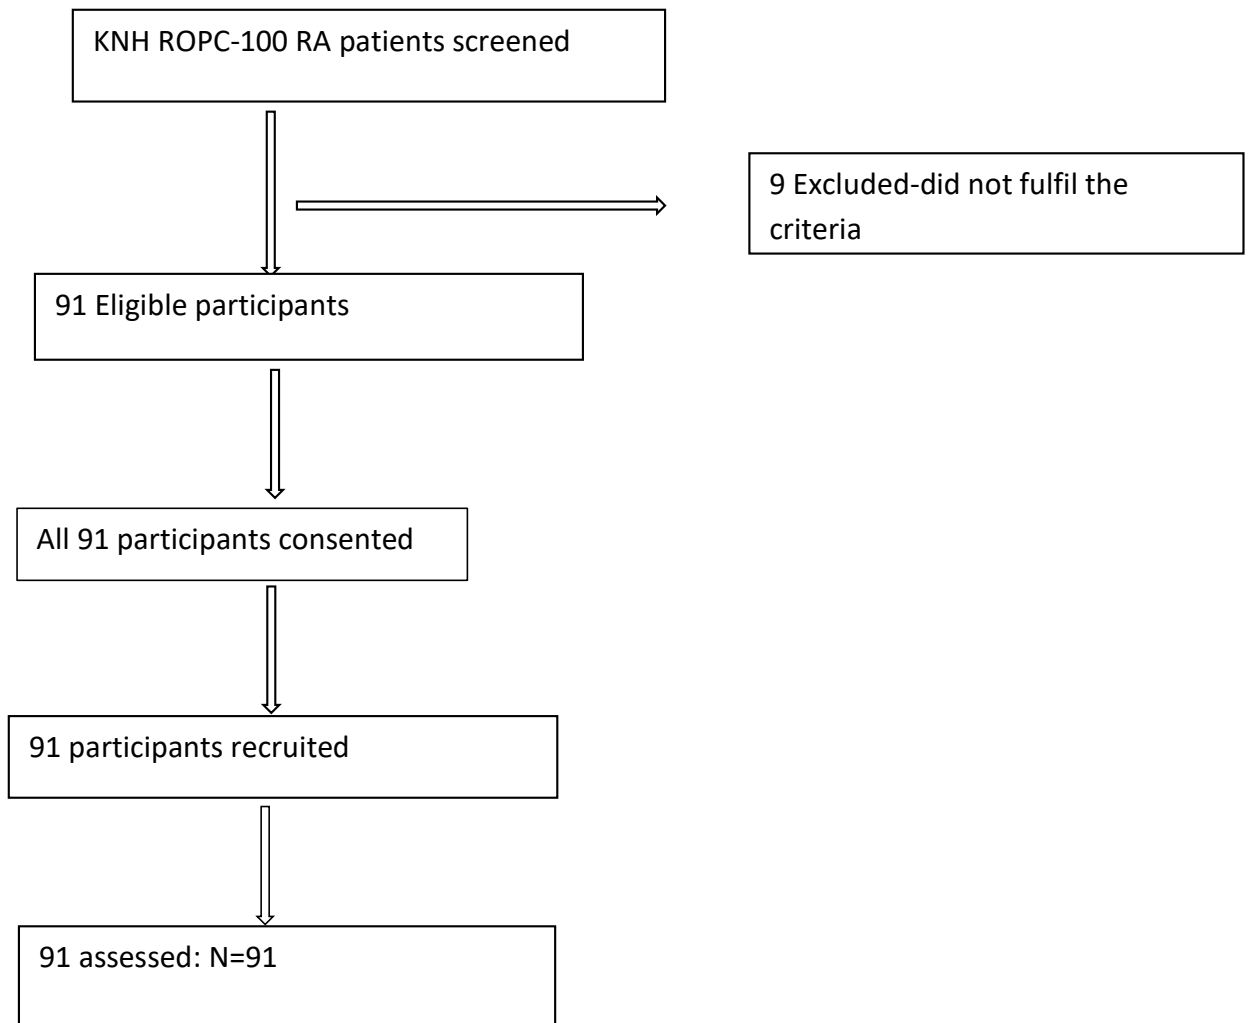 KNH ROPC-100 RA patients screened
9 Excluded-did not fulfil the
criteria
91 Eligible participants
All 91 participants consented
91 participants recruited
91 assessed: N=91